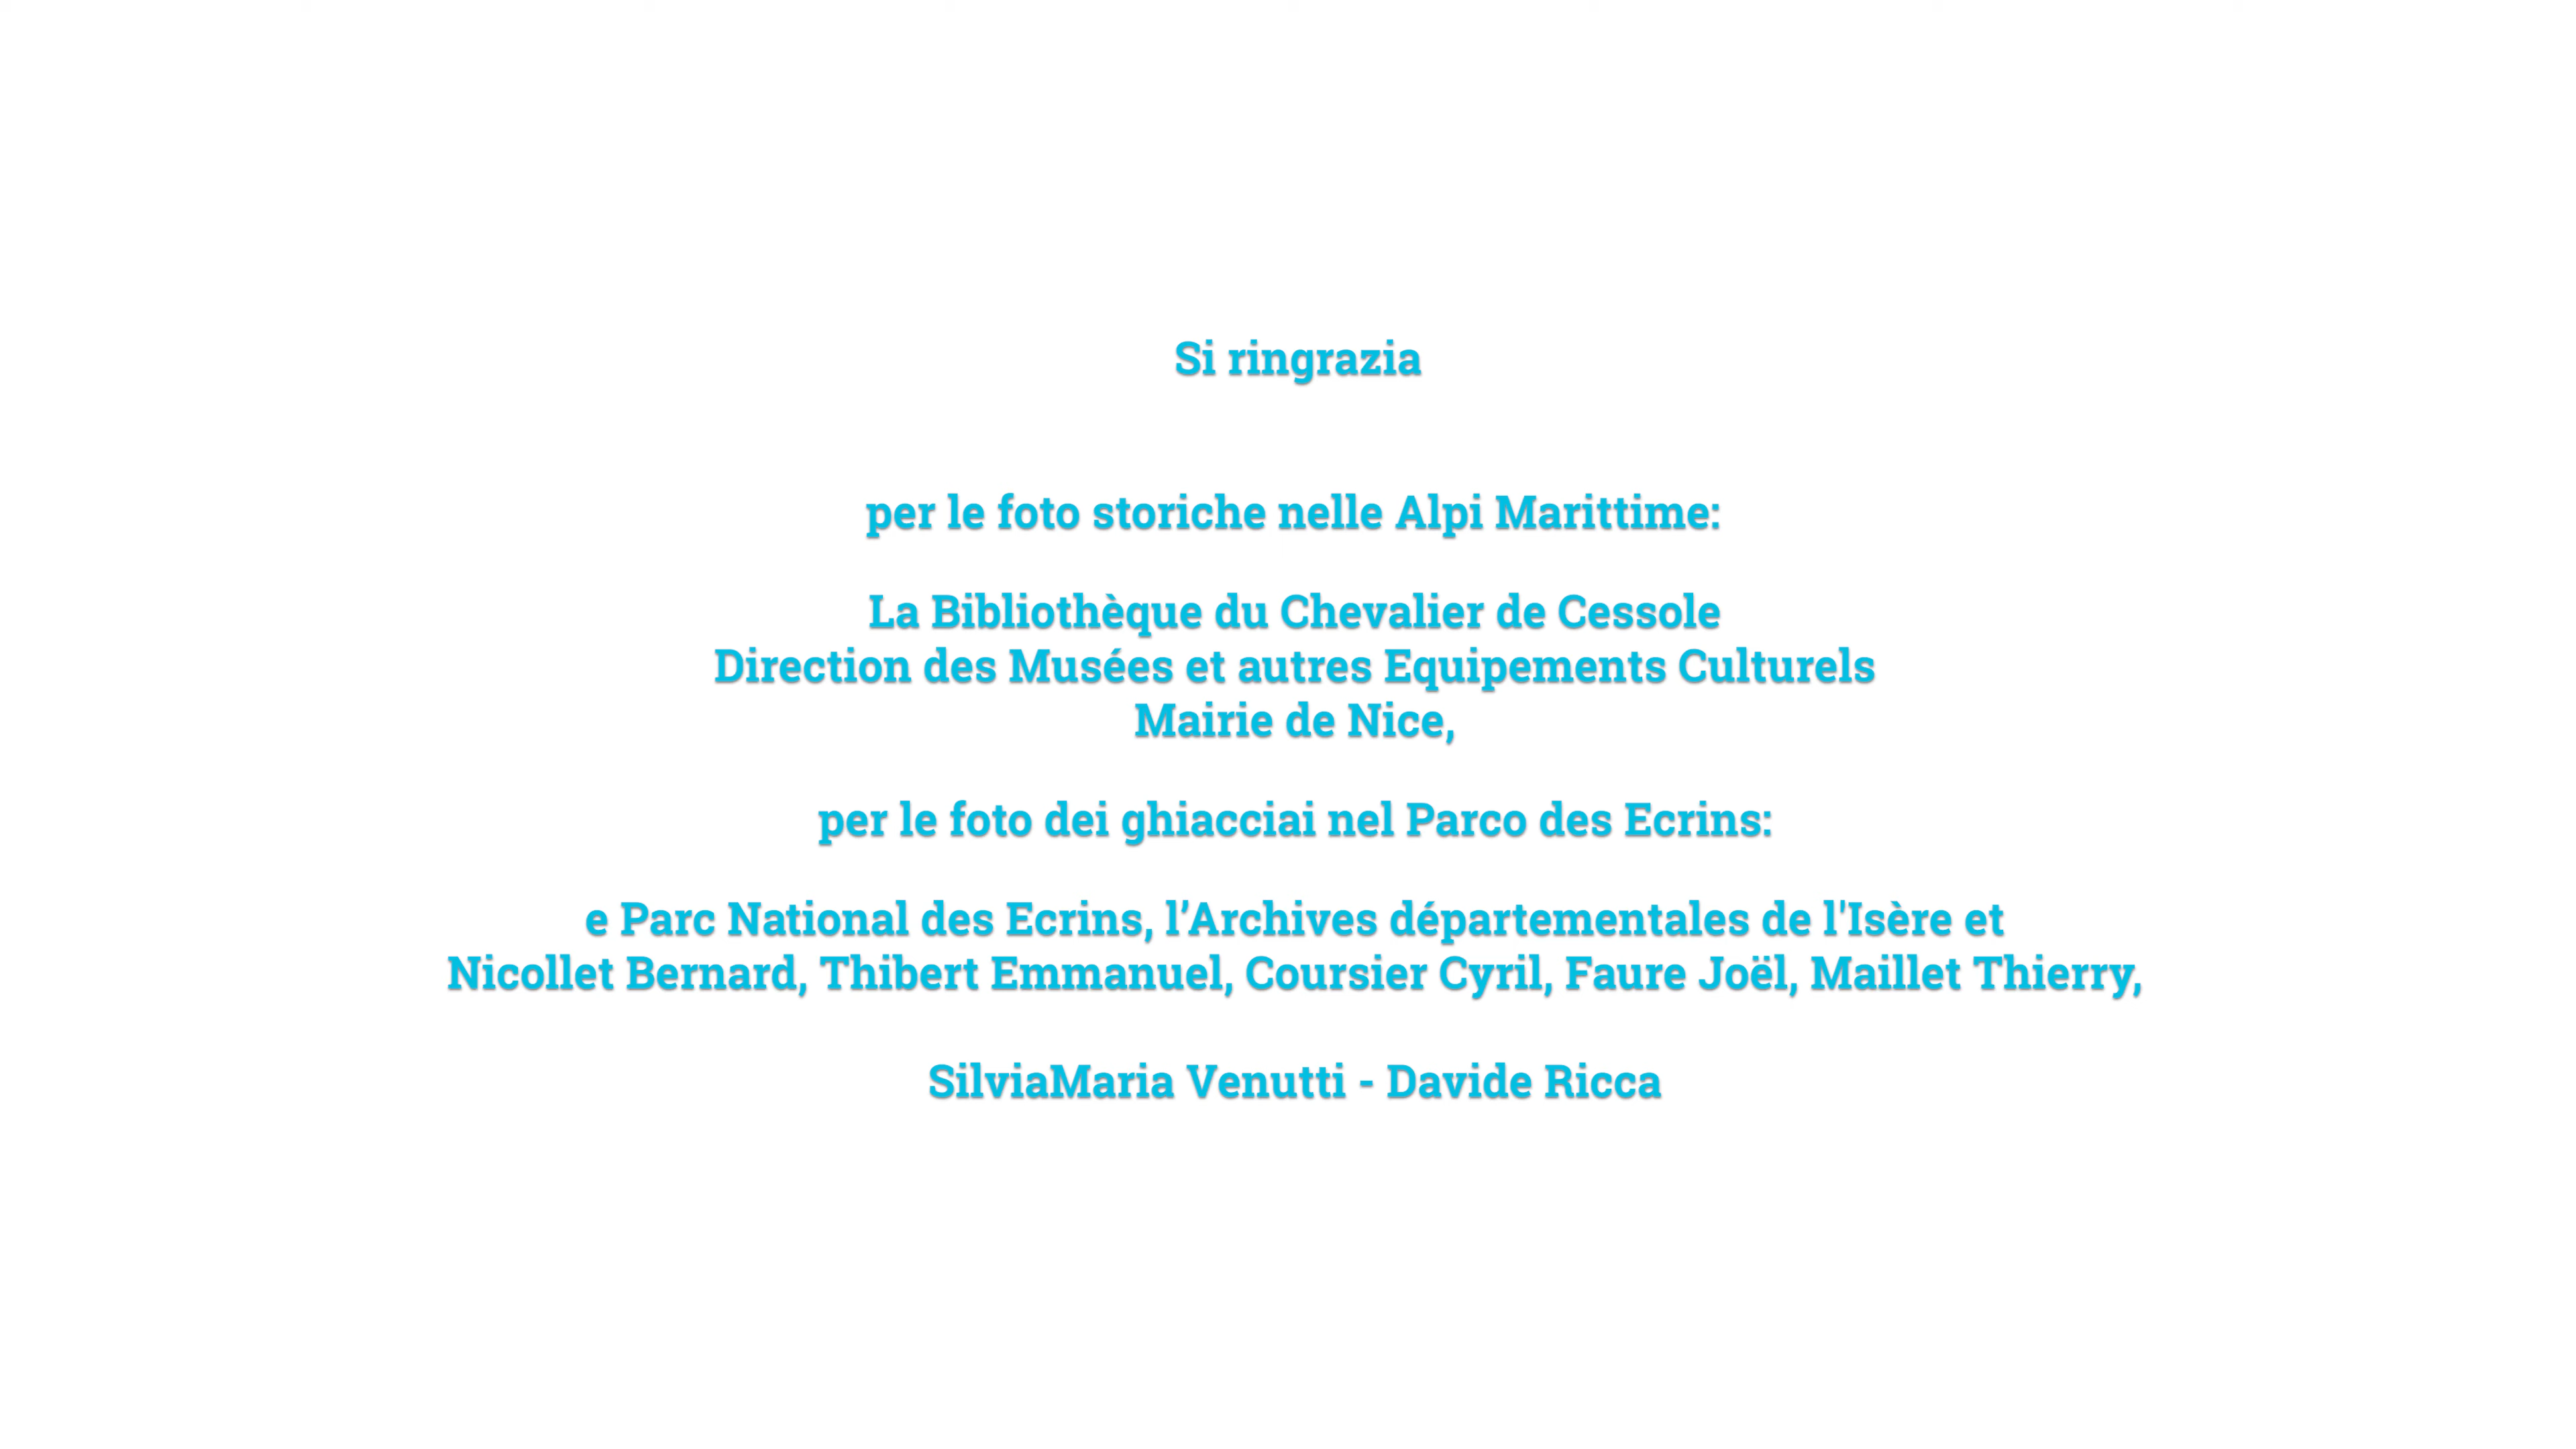 Si ringrazia
per le foto storiche nelle Alpi Marittime:
La Bibliothèque du Chevalier de Cessole
Direction des Musées et autres Equipements Culturels
Mairie de Nice,
per le foto dei ghiacciai nel Parco des Ecrins:
e Parc National des Ecrins, l’Archives départementales de l'Isère et
Nicollet Bernard, Thibert Emmanuel, Coursier Cyril, Faure Joël, Maillet Thierry,
SilviaMaria Venutti - Davide Ricca